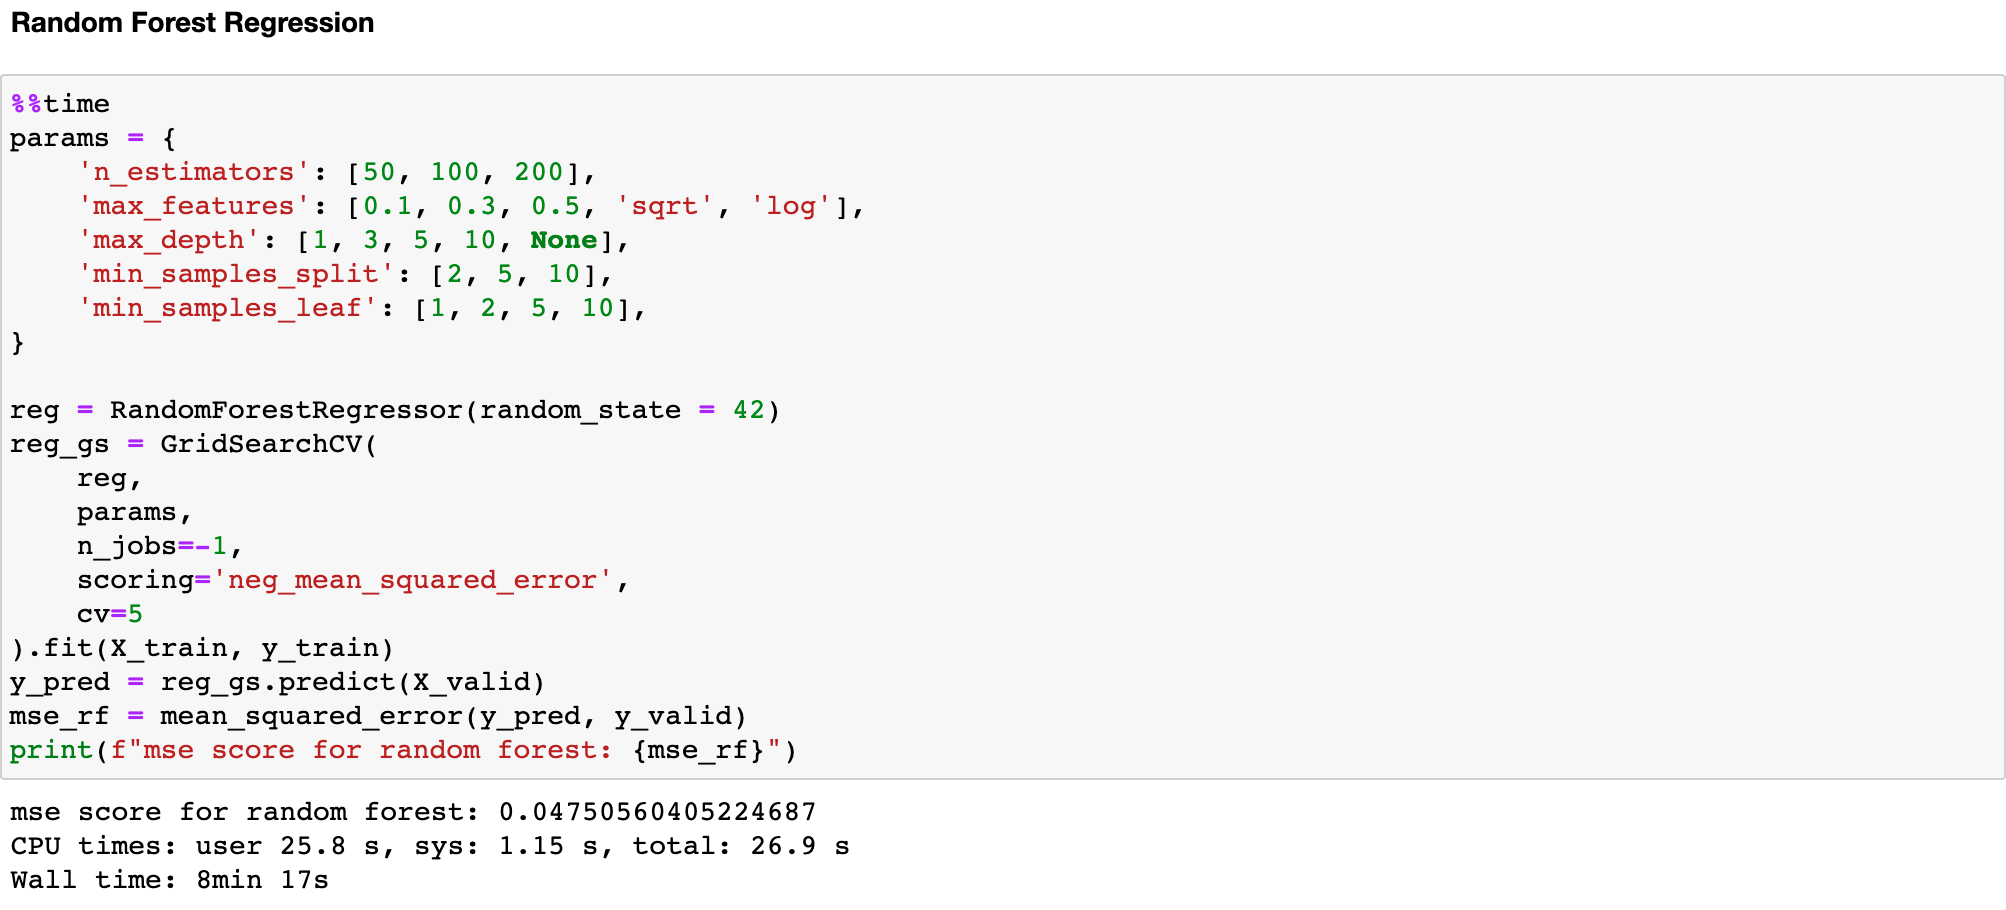 Random Forest Regression
%%time
params = {
    'n_estimators': [50, 100, 200],
    'max_features': [0.1, 0.3, 0.5, 'sqrt', 'log'],
    'max_depth': [1, 3, 5, 10, None],
    'min_samples_split': [2, 5, 10],
    'min_samples_leaf': [1, 2, 5, 10],
}
reg = RandomForestRegressor(random_state = 42)
reg_gs = GridSearchCV(
    reg,
    params,
    n_jobs=-1,
    scoring='neg_mean_squared_error',
    cv=5
).fit(X_train, y_train)
y_pred = reg_gs.predict(X_valid)
mse_rf = mean_squared_error(y_pred, y_valid)
print(f"mse score for random forest: {mse_rf}")
mse score for random forest: 0.04750560405224687
CPU times: user 25.8 s, sys: 1.15 s, total: 26.9 s
Wall time: 8min 17s